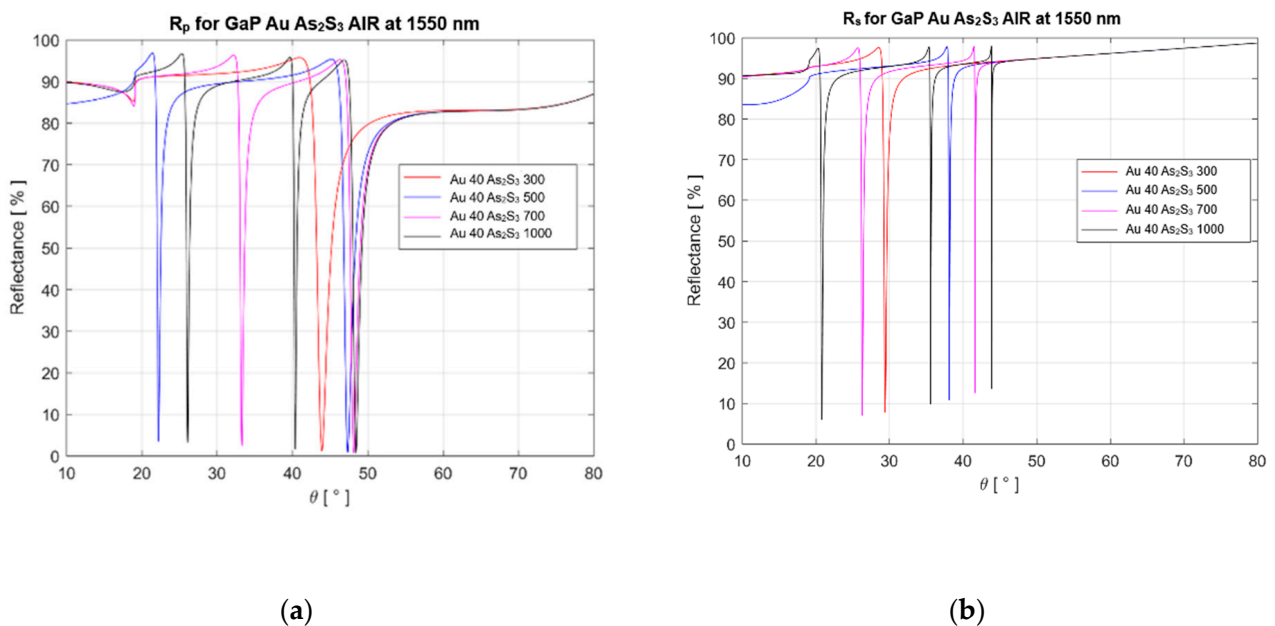 Rₚ for GaP Au As₂S₃ AIR at 1550 nm
100
90
80
70
60
50
40
30
20
10
0
Reflectance [ % ]
10 20 30 40 50 60 70 80
θ [ ° ]
Au 40 As₂S₃ 300
Au 40 As₂S₃ 500
Au 40 As₂S₃ 700
Au 40 As₂S₃ 1000
(a)
Rₛ for GaP Au As₂S₃ AIR at 1550 nm
100
90
80
70
60
50
40
30
20
10
0
Reflectance [ % ]
10 20 30 40 50 60 70 80
θ [ ° ]
Au 40 As₂S₃ 300
Au 40 As₂S₃ 500
Au 40 As₂S₃ 700
Au 40 As₂S₃ 1000
(b)